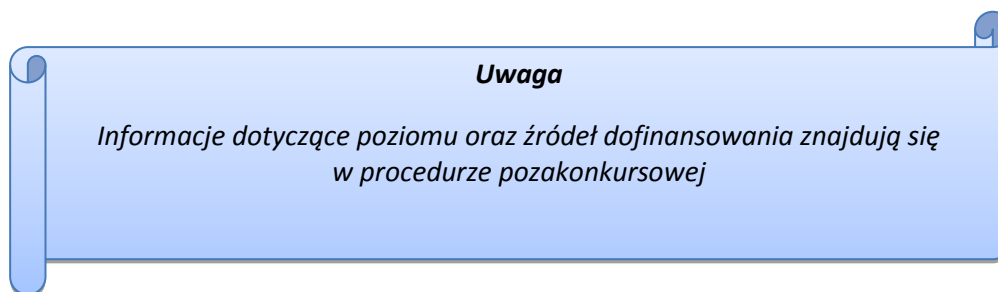 Uwaga
Informacje dotyczące poziomu oraz źródeł dofinansowania znajdują się
w procedurze pozakonkursowej